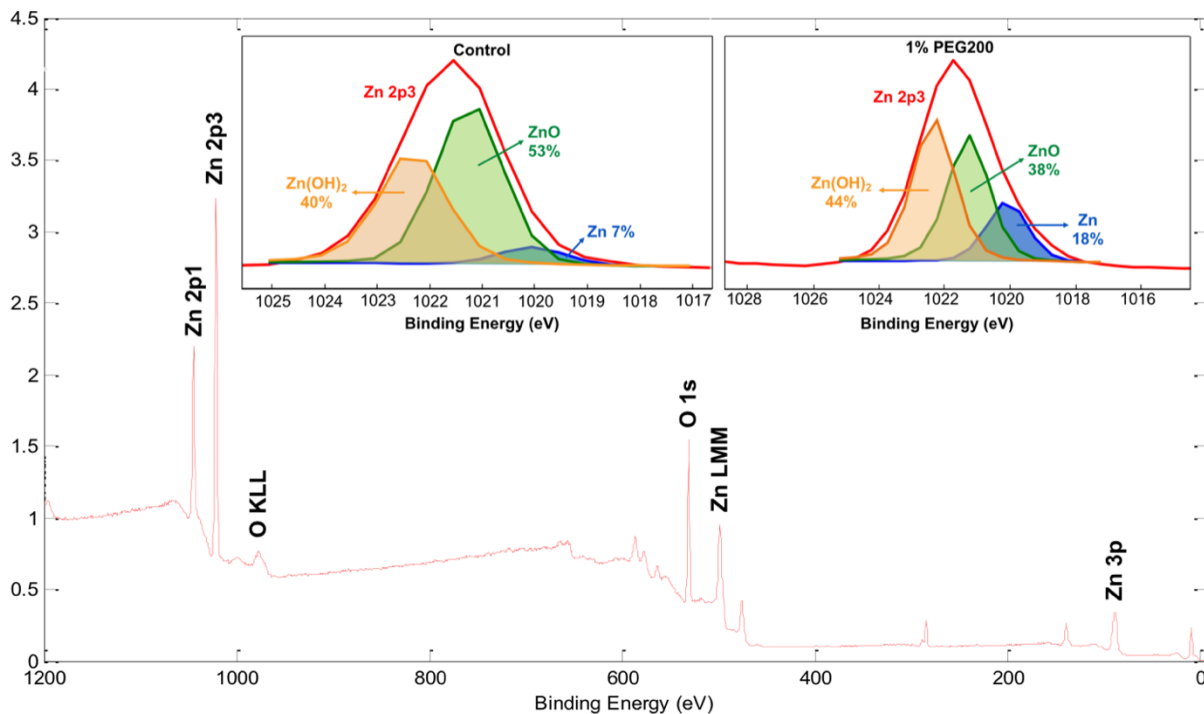 4.5
4
3.5
3
2.5
2
1.5
1
0.5
0
1200 1000 800 600 400 200 0
Binding Energy (eV)
Zn 2p1
Zn 2p3
O KLL
O 1s
Zn LMM
Zn 3p
Control
Zn 2p3
ZnO
53%
Zn(OH)₂
40%
Zn 7%
1025 1024 1023 1022 1021 1020 1019 1018 1017
Binding Energy (eV)
1% PEG200
Zn 2p3
ZnO
38%
Zn(OH)₂
44%
Zn
18%
1028 1026 1024 1022 1020 1018 1016
Binding Energy (eV)